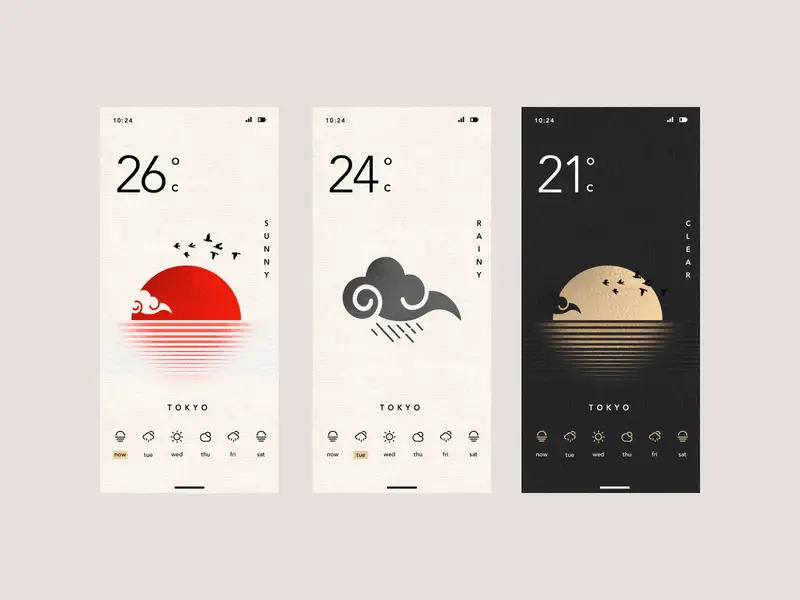 10:24
26°c
SUNNY
TOKYO
now tue wed thu fri sat
10:24
24°c
RAINY
TOKYO
now tue wed thu fri sat
10:24
21°c
CLEAR
TOKYO
now tue wed thu fri sat